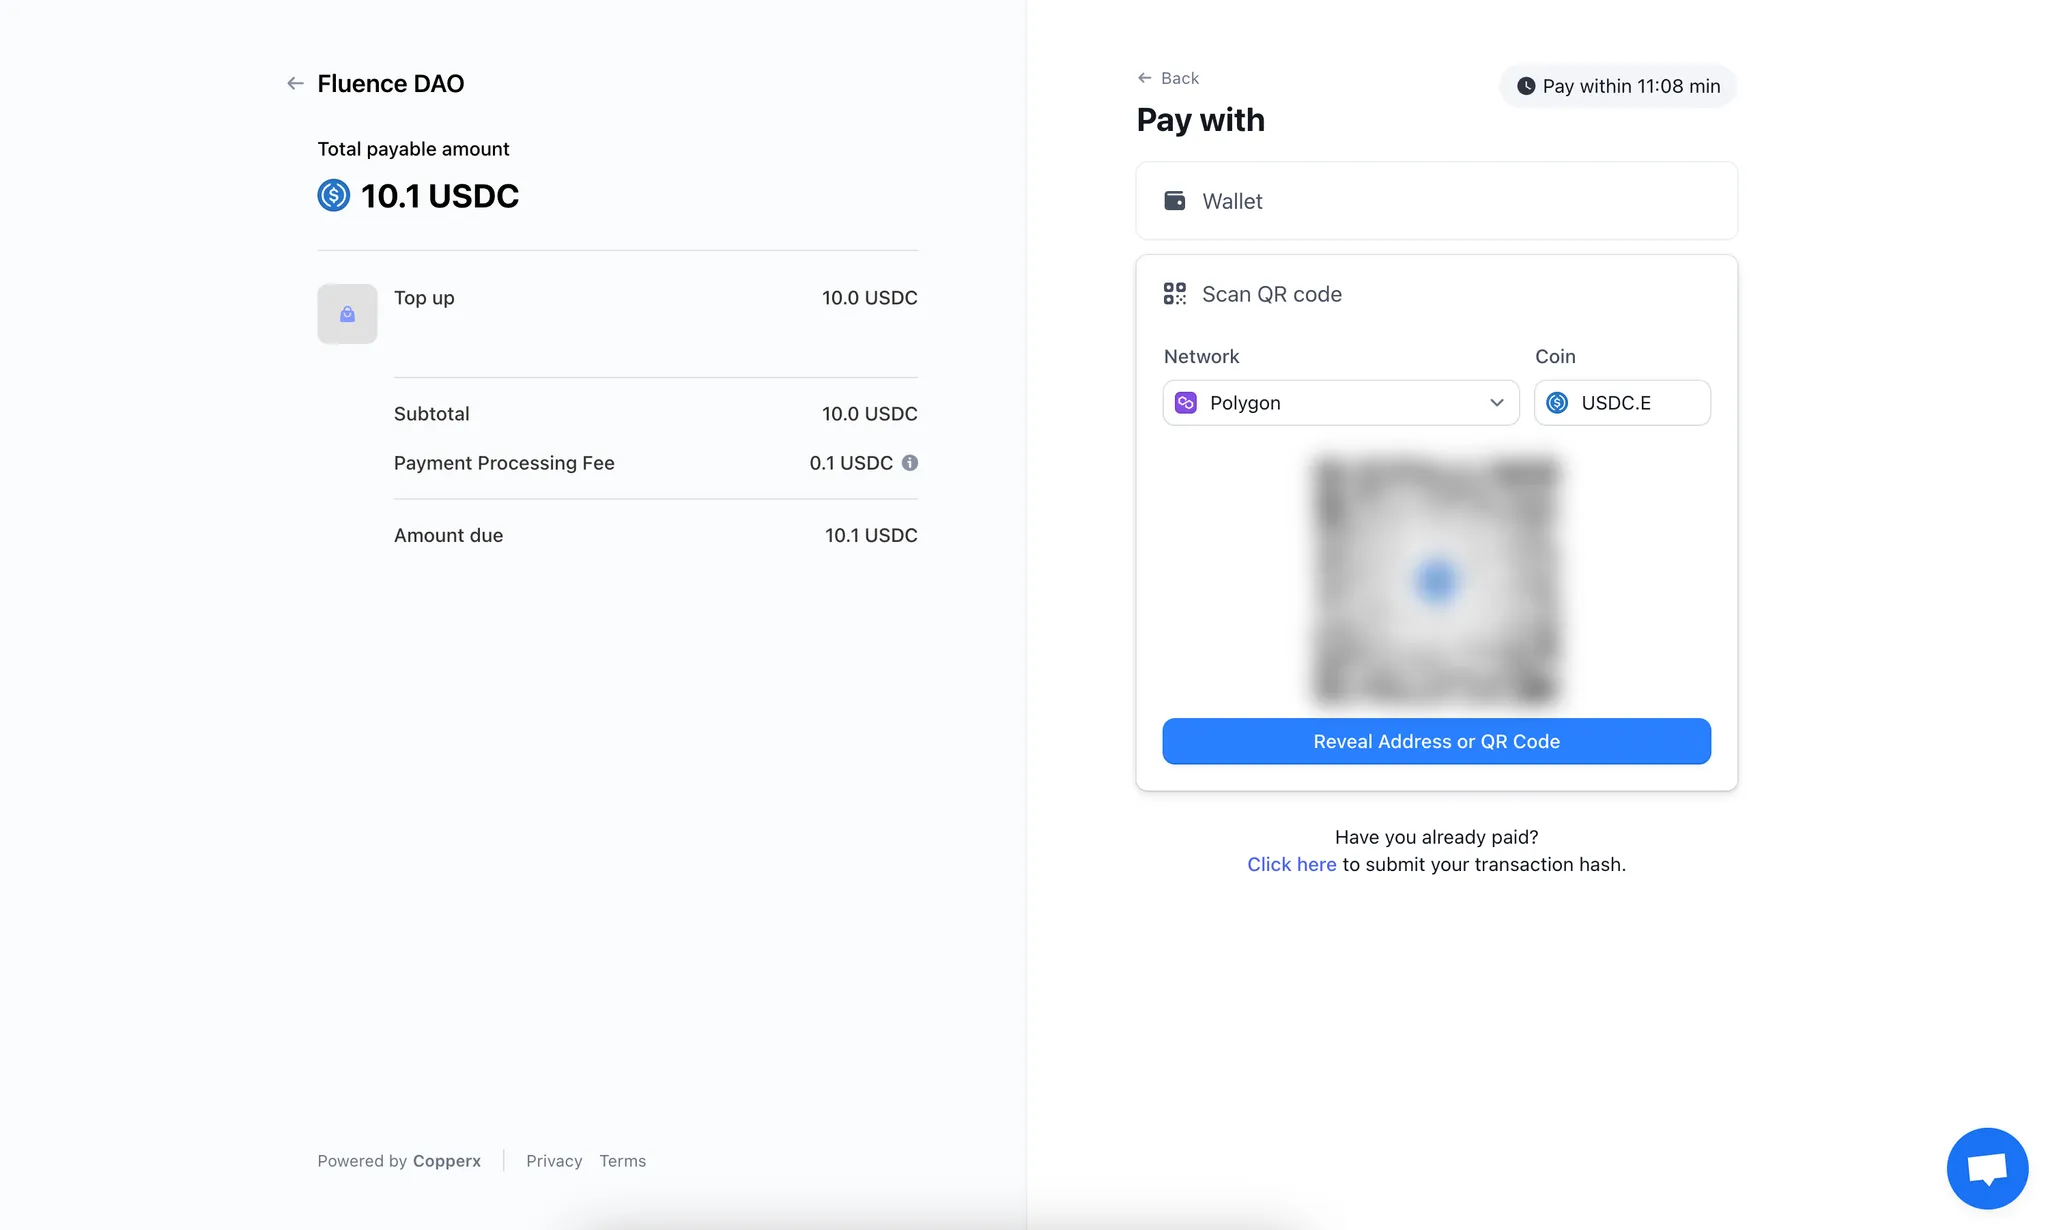 Fluence DAO
Total payable amount
10.1 USDC
Top up 10.0 USDC
Subtotal 10.0 USDC
Payment Processing Fee 0.1 USDC
Amount due 10.1 USDC
Powered by Copperx Privacy Terms
Back
Pay within 11:08 min
Pay with
Wallet
Scan QR code
Network Coin
Polygon USDC.E
Reveal Address or QR Code
Have you already paid?
Click here to submit your transaction hash.